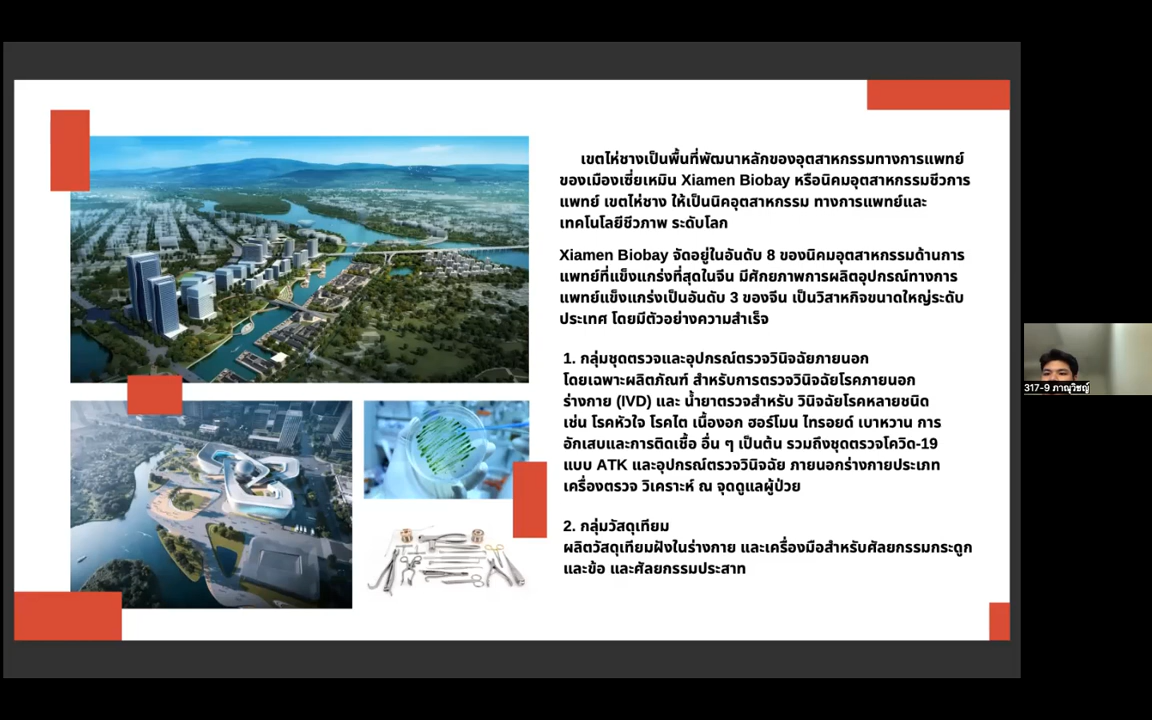 เขตไห่ชางเป็นพื้นที่พัฒนาหลักของอุตสาหกรรมทางการแพทย์
ของเมืองเซี่ยเหมิน Xiamen Biobay หรือนิคมอุตสาหกรรมชีวการ
แพทย์ เขตไห่ชาง ให้เป็นนิคอุตสาหกรรม ทางการแพทย์และ
เทคโนโลยีชีวภาพ ระดับโลก
Xiamen Biobay จัดอยู่ในอันดับ 8 ของนิคมอุตสาหกรรมด้านการ
แพทย์ที่แข็งแกร่งที่สุดในจีน มีศักยภาพการผลิตอุปกรณ์ทางการ
แพทย์แข็งแกร่งเป็นอันดับ 3 ของจีน เป็นวิสาหกิจขนาดใหญ่ระดับ
ประเทศ โดยมีตัวอย่างความสำเร็จ
1. กลุ่มชุดตรวจและอุปกรณ์ตรวจวินิจฉัยภายนอก
โดยเฉพาะผลิตภัณฑ์ สำหรับการตรวจวินิจฉัยโรคภายนอก
ร่างกาย (IVD) และ น้ำยาตรวจสำหรับ วินิจฉัยโรคหลายชนิด
เช่น โรคหัวใจ โรคไต เนื้องอก ฮอร์โมน ไทรอยด์ เบาหวาน การ
อักเสบและการติดเชื้อ อื่น ๆ เป็นต้น รวมถึงชุดตรวจโควิด-19
แบบ ATK และอุปกรณ์ตรวจวินิจฉัย ภายนอกร่างกายประเภท
เครื่องตรวจ วิเคราะห์ ณ จุดดูแลผู้ป่วย
2. กลุ่มวัสดุเทียม
ผลิตวัสดุเทียมฝังในร่างกาย และเครื่องมือสำหรับศัลยกรรมกระดูก
และข้อ และศัลยกรรมประสาท
317-9 ภาณุวิชญ์